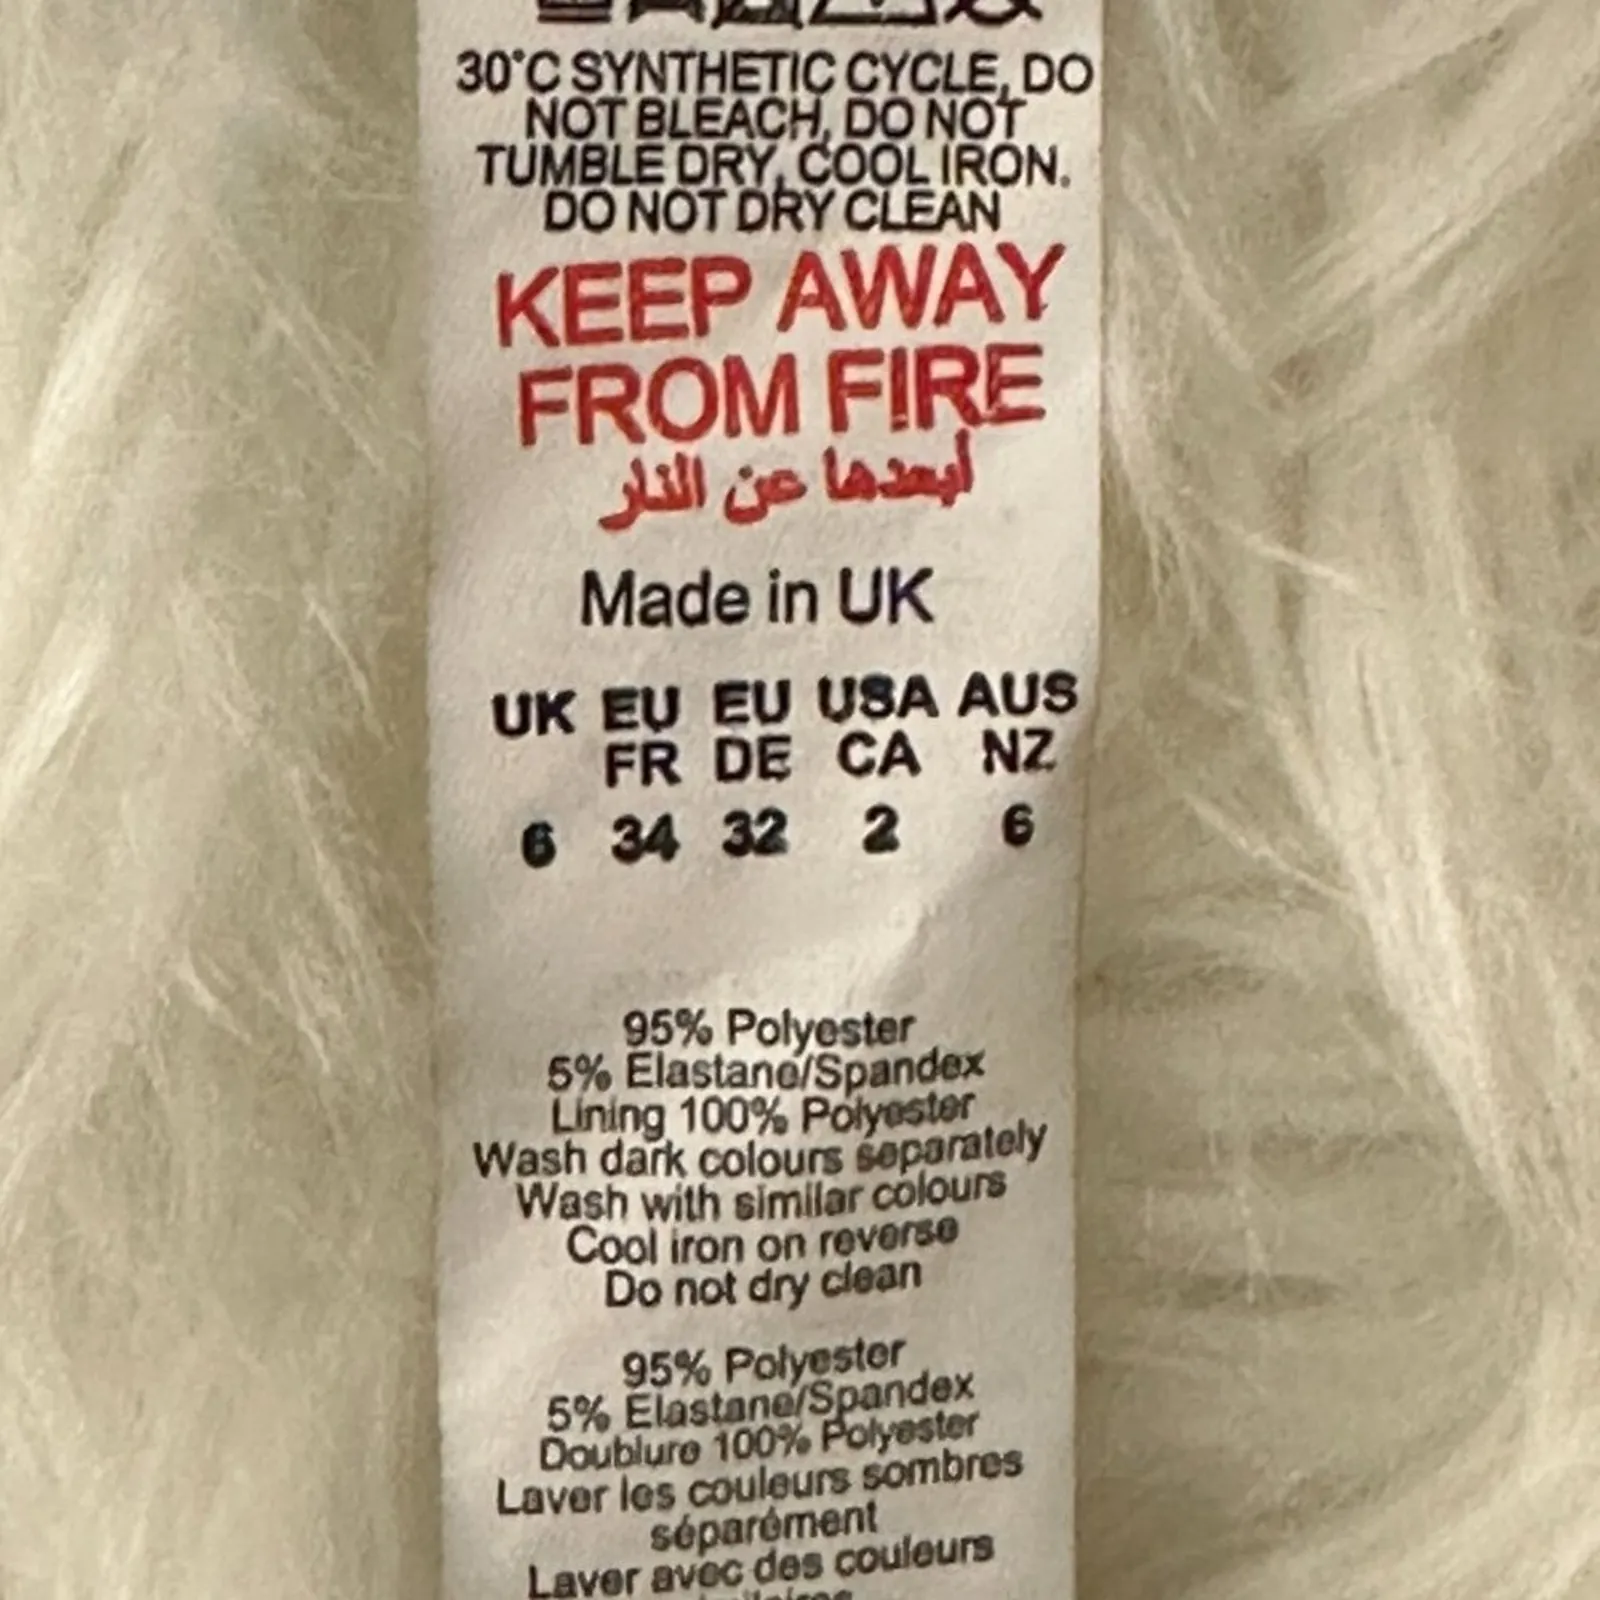 30°C SYNTHETIC CYCLE, DO
NOT BLEACH, DO NOT
TUMBLE DRY, COOL IRON.
DO NOT DRY CLEAN
KEEP AWAY
FROM FIRE
أبعدها عن النار
Made in UK
UK EU EU USA AUS
FR DE CA NZ
6 34 32 2 6
95% Polyester
5% Elastane/Spandex
Lining 100% Polyester
Wash dark colours separately
Wash with similar colours
Cool iron on reverse
Do not dry clean
95% Polyester
5% Elastane/Spandex
Doublure 100% Polyester
Laver les couleurs sombres
séparément
Laver avec des couleurs